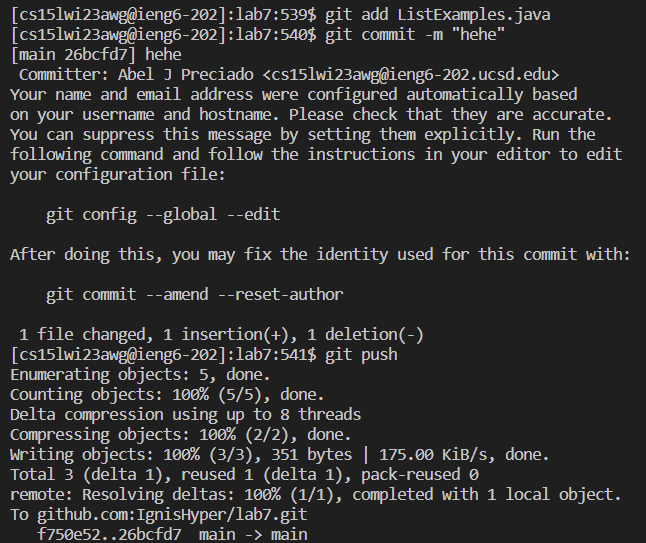 [cs15lwi23awg@ieng6-202]:lab7:539$ git add ListExamples.java
[cs15lwi23awg@ieng6-202]:lab7:540$ git commit -m "hehe"
[main 26bcfd7] hehe
 Committer: Abel J Preciado <cs15lwi23awg@ieng6-202.ucsd.edu>
Your name and email address were configured automatically based
on your username and hostname. Please check that they are accurate.
You can suppress this message by setting them explicitly. Run the
following command and follow the instructions in your editor to edit
your configuration file:

    git config --global --edit

After doing this, you may fix the identity used for this commit with:

    git commit --amend --reset-author

 1 file changed, 1 insertion(+), 1 deletion(-)
[cs15lwi23awg@ieng6-202]:lab7:541$ git push
Enumerating objects: 5, done.
Counting objects: 100% (5/5), done.
Delta compression using up to 8 threads
Compressing objects: 100% (2/2), done.
Writing objects: 100% (3/3), 351 bytes | 175.00 KiB/s, done.
Total 3 (delta 1), reused 1 (delta 1), pack-reused 0
remote: Resolving deltas: 100% (1/1), completed with 1 local object.
To github.com:IgnisHyper/lab7.git
   f750e52..26bcfd7  main -> main